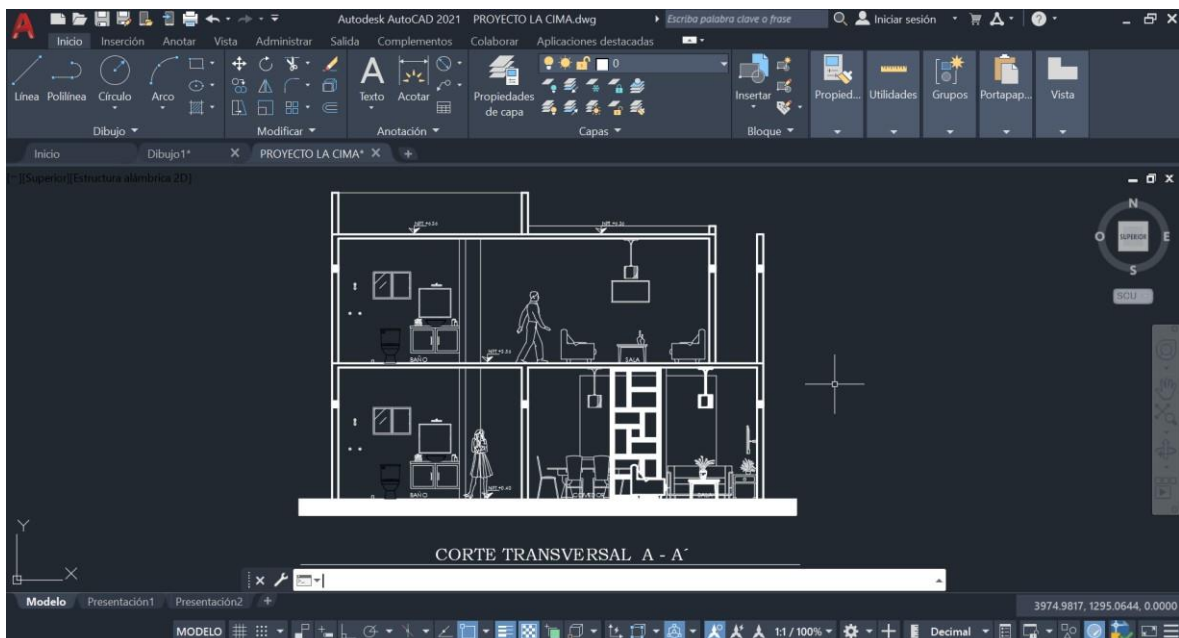 Autodesk AutoCAD 2021 PROYECTO LA CIMA.dwg Escriba palabra clave o frase Iniciar sesión
Inicio Inserción Anotar Vista Administrar Salida Complementos Colaborar Aplicaciones destacadas
0
Línea Polilínea Círculo Arco Texto Acotar Propiedades de capa Insertar Propied... Utilidades Grupos Portapap... Vista
Dibujo Modificar Anotación Capas Bloque
Inicio Dibujo1* PROYECTO LA CIMA*
[-][Superior][Estructura alámbrica 2D]
N
O SUPERIOR E
S
SCU
BAÑO SALA
BAÑO COMEDOR SALA
Y
X
CORTE TRANSVERSAL A - A´
Modelo Presentación1 Presentación2
3974.9817, 1295.0644, 0.0000
MODELO 1:1 / 100% Decimal